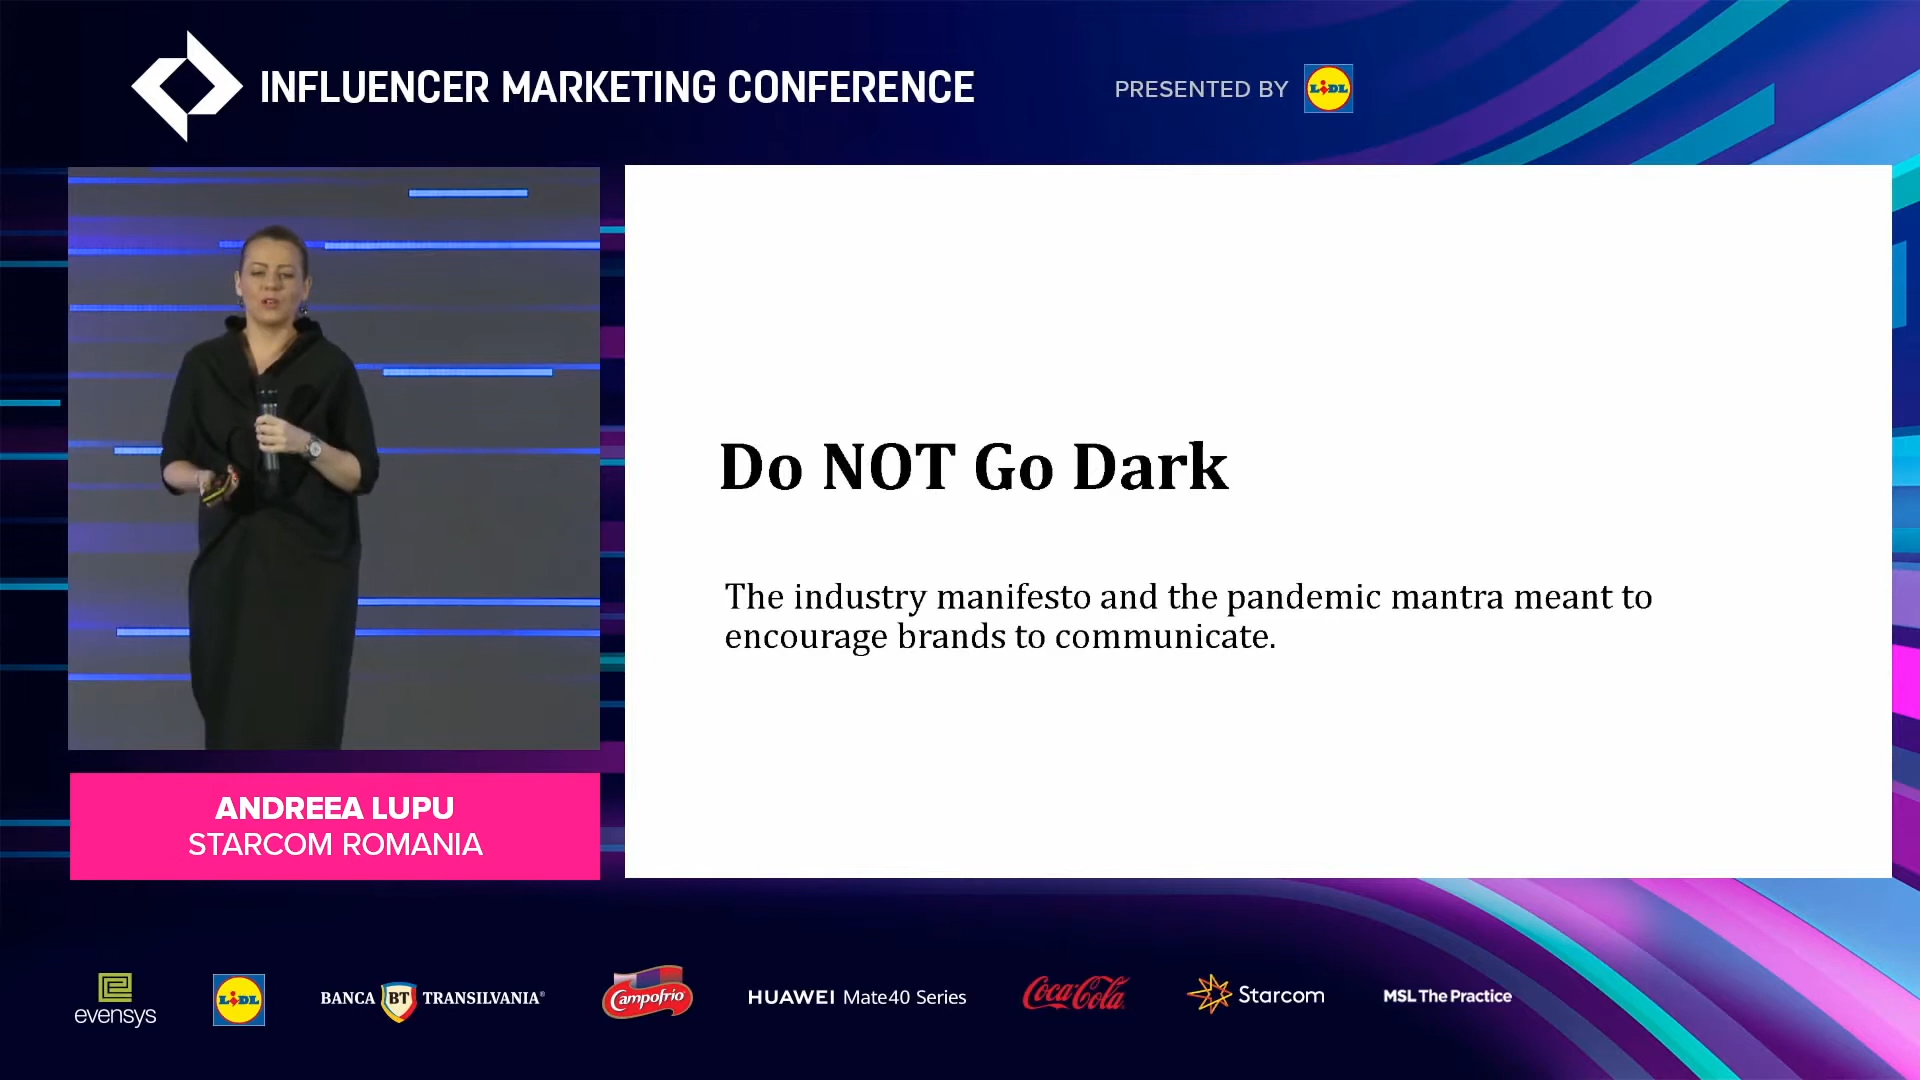 INFLUENCER MARKETING CONFERENCE
PRESENTED BY
LIDL
Do NOT Go Dark
The industry manifesto and the pandemic mantra meant to
encourage brands to communicate.
ANDREEA LUPU
STARCOM ROMANIA
evensys
LIDL
BANCA BT TRANSILVANIA®
Campofrio
HUAWEI Mate40 Series
Coca-Cola
Starcom
MSL The Practice